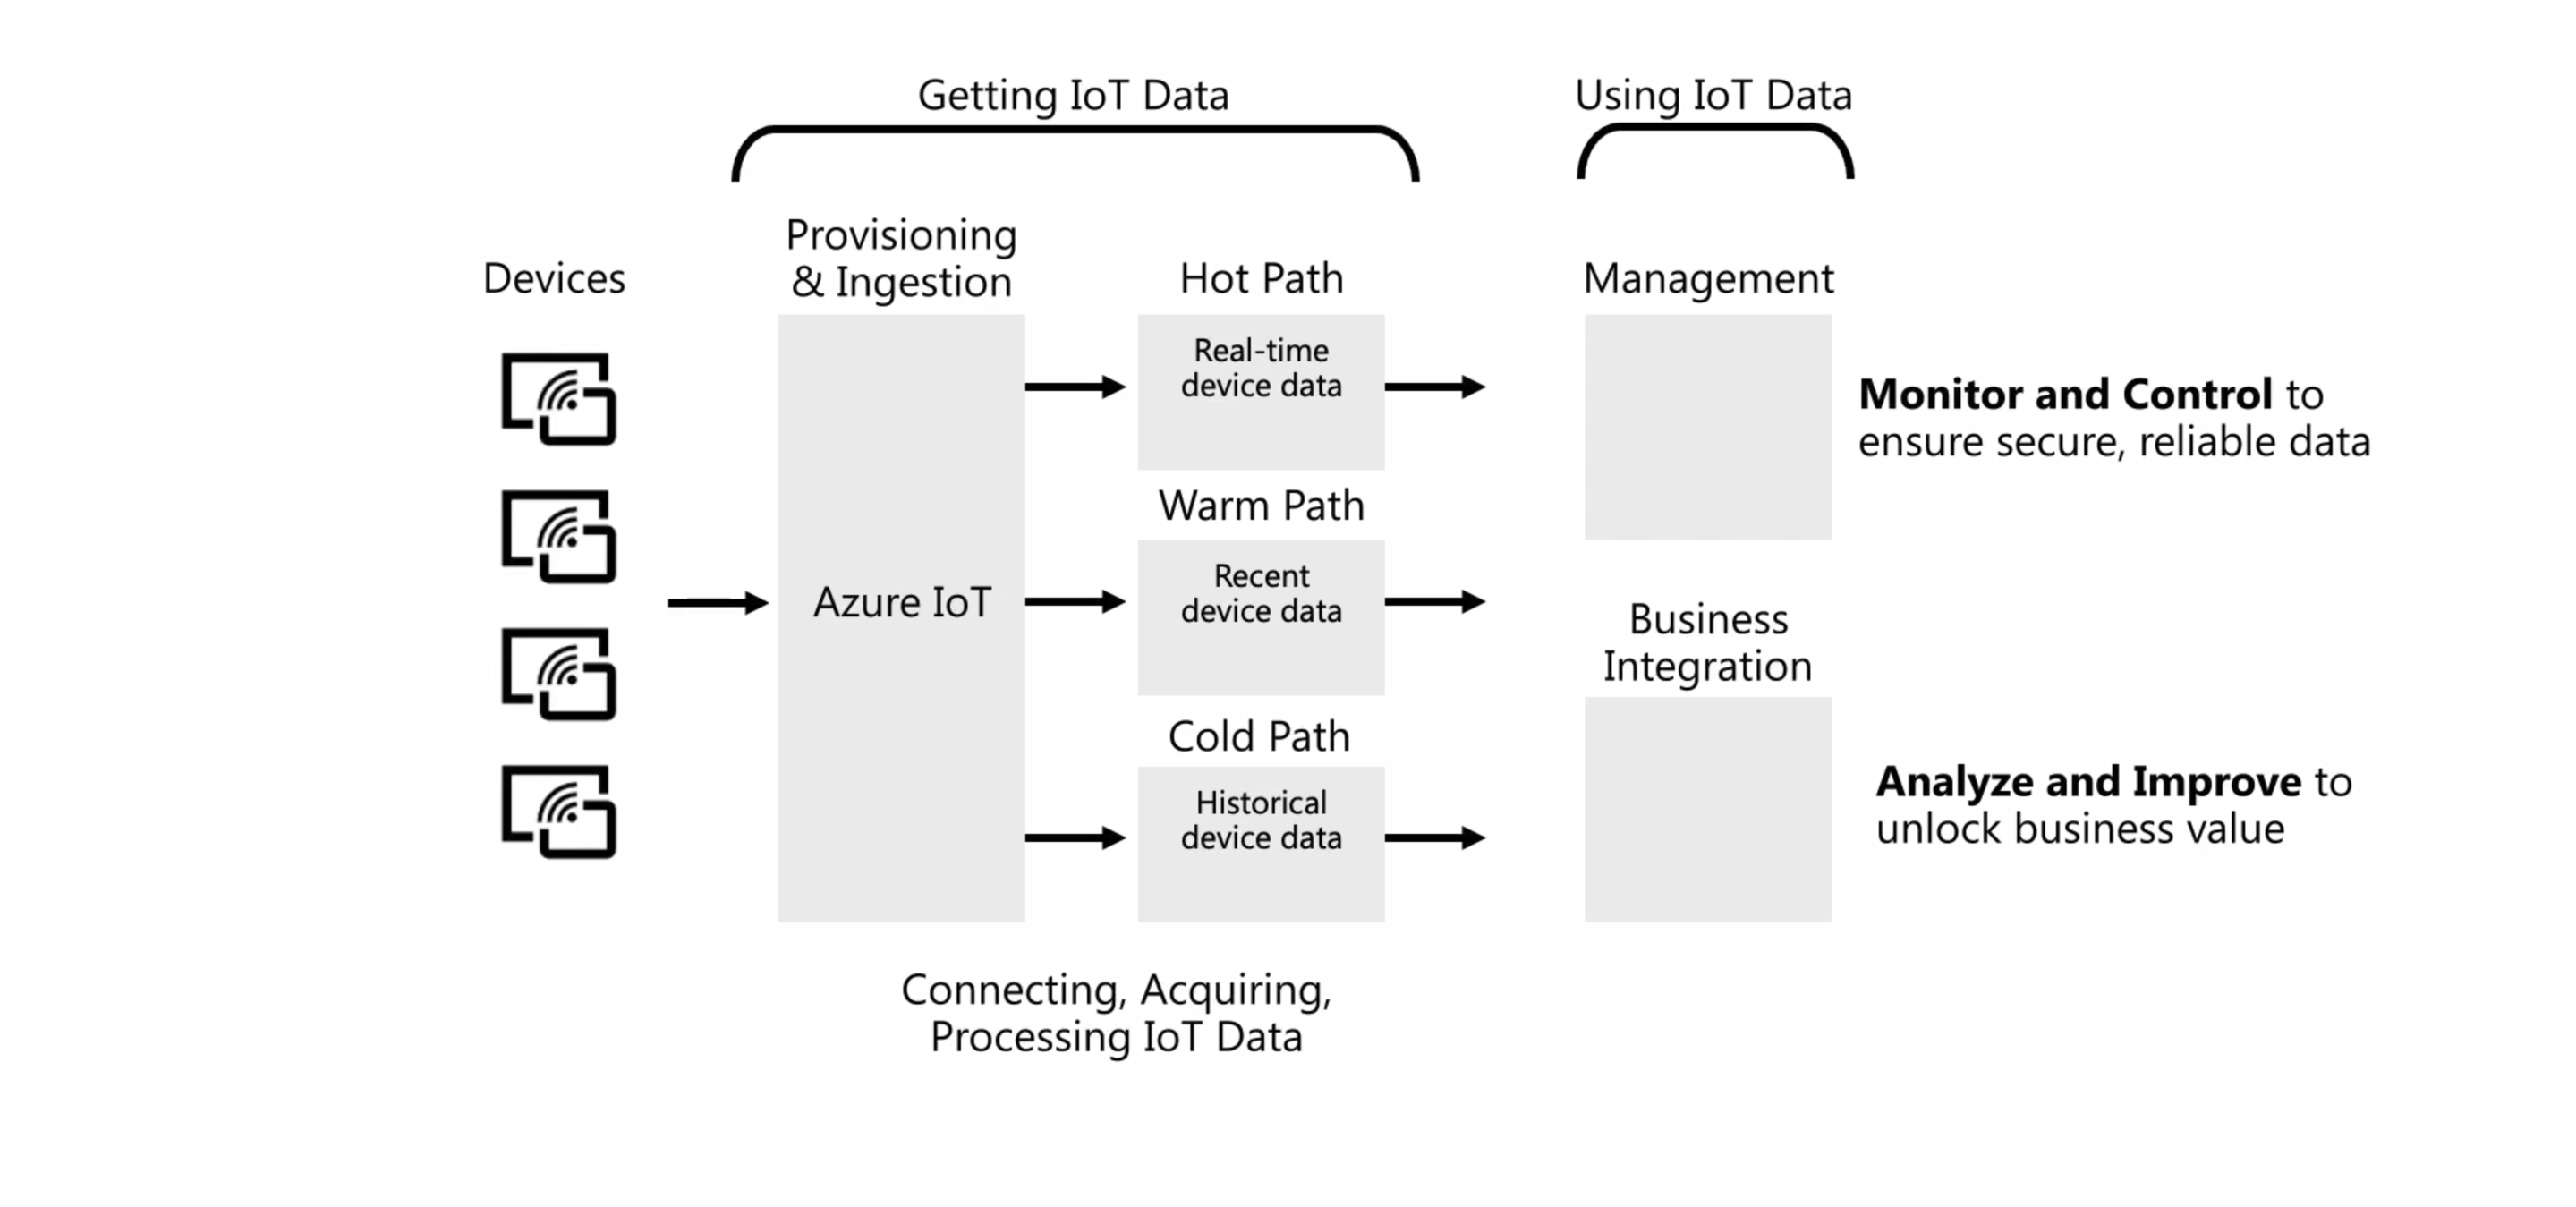 Getting IoT Data
Using IoT Data
Devices
Provisioning
& Ingestion
Azure IoT
Hot Path
Real-time
device data
Warm Path
Recent
device data
Cold Path
Historical
device data
Connecting, Acquiring,
Processing IoT Data
Management
Monitor and Control to
ensure secure, reliable data
Business
Integration
Analyze and Improve to
unlock business value